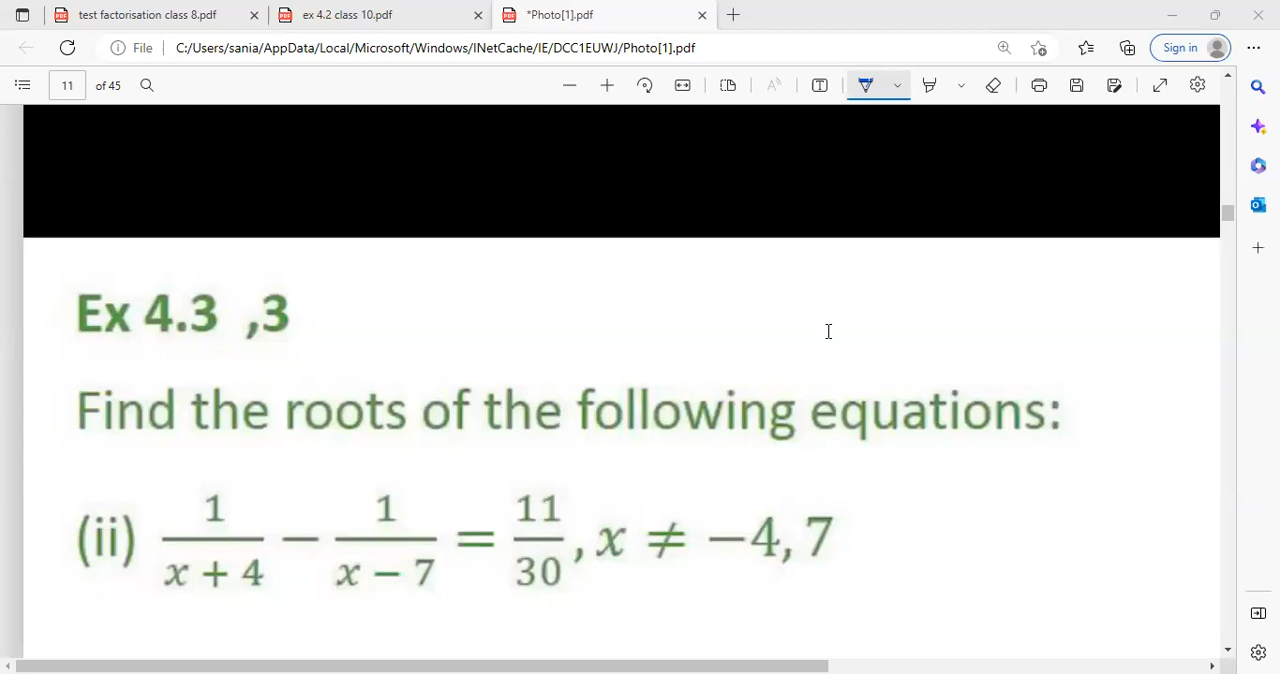 test factorisation class 8.pdf
ex 4.2 class 10.pdf
*Photo[1].pdf
File
C:/Users/sania/AppData/Local/Microsoft/Windows/INetCache/IE/DCC1EUWJ/Photo[1].pdf
Sign in
11 of 45
Ex 4.3 ,3
Find the roots of the following equations:
(ii) 1/(x + 4) − 1/(x − 7) = 11/30, x ≠ −4, 7